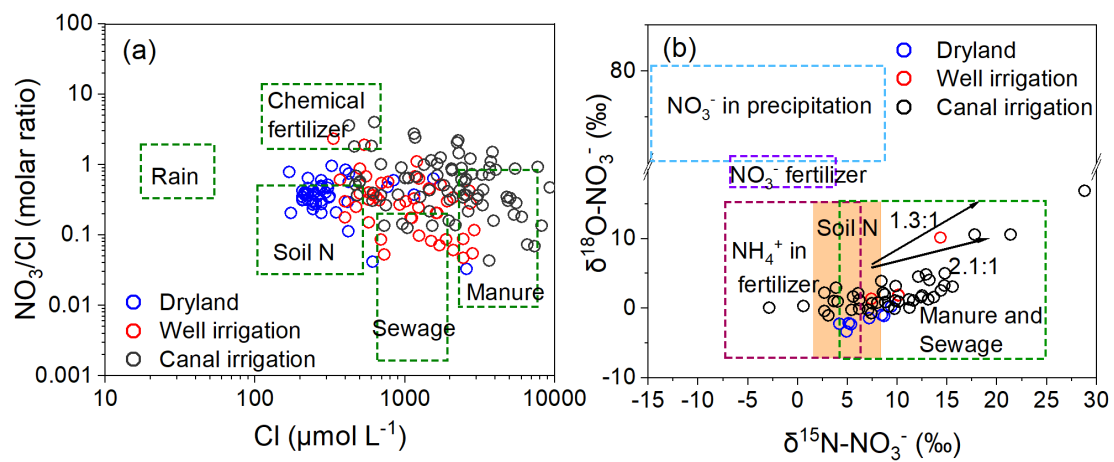 (a)
100
10
1
0.1
0.01
0.001
NO₃/Cl (molar ratio)
Rain
Chemical
fertilizer
Soil N
Sewage
Manure
Dryland
Well irrigation
Canal irrigation
10
100
1000
10000
Cl (μmol L⁻¹)
(b)
80
10
0
-10
δ¹⁸O-NO₃⁻ (‰)
Dryland
Well irrigation
Canal irrigation
NO₃⁻ in precipitation
NO₃⁻ fertilizer
NH₄⁺ in
fertilizer
Soil N
1.3:1
2.1:1
Manure and
Sewage
-15
-10
-5
0
5
10
15
20
25
30
δ¹⁵N-NO₃⁻ (‰)